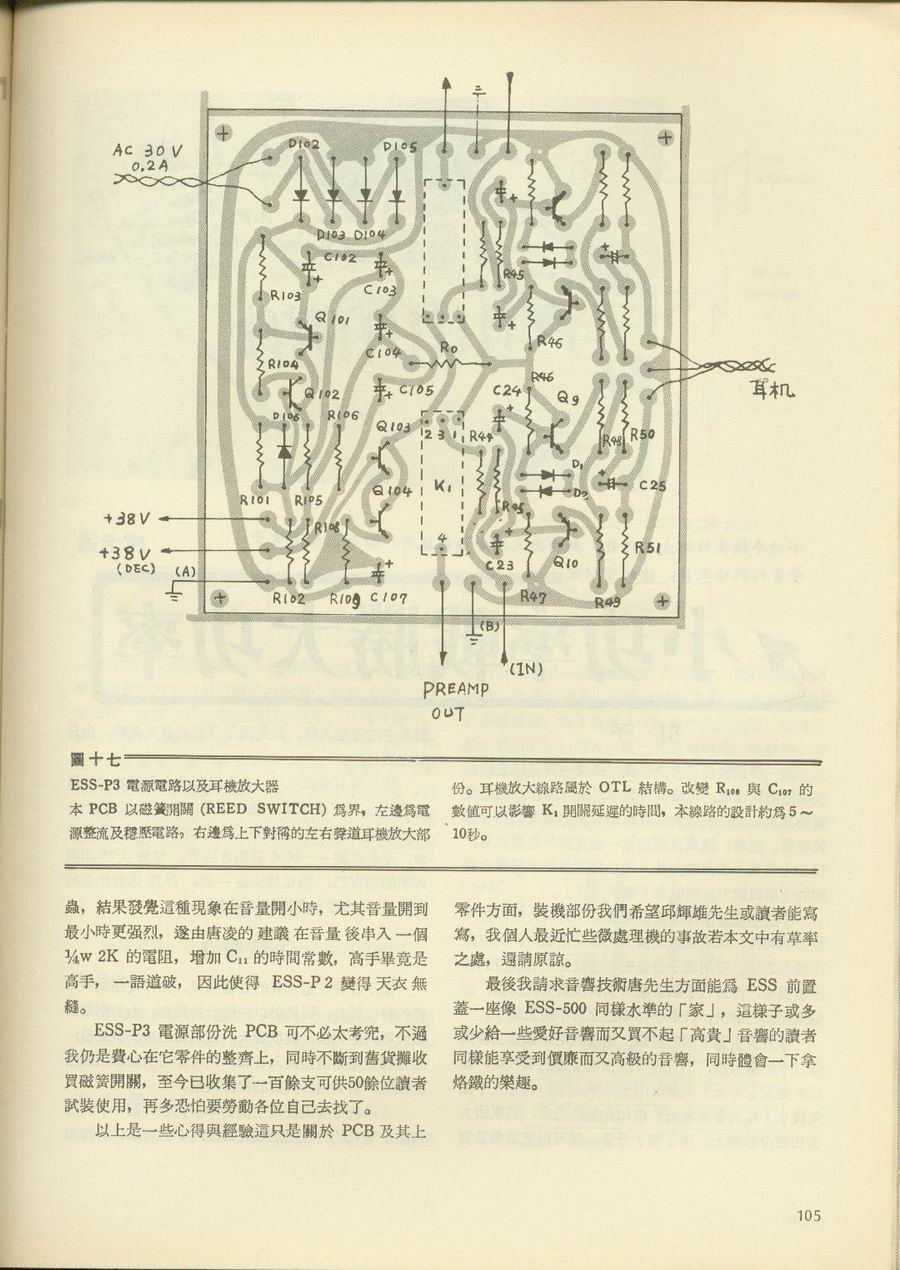 AC 30V
0.2A
D102
D105
D103 D104
C102
C103
R103
R45
Q101
C104
R0
R46
R104
Q102
C105
C24
R46
Q9
耳机
D106
R106
Q103
2 3 1
R44
R48
R50
K1
D1
D2
C25
R101
R105
Q104
R45
+38V
R108
4
+38V
(DEC)
(A)
C23
Q10
R51
R102
R109
C107
R47
R49
(B)
(IN)
PREAMP
OUT
圖十七
ESS-P3 電源電路以及耳機放大器
本 PCB 以磁簧開關 (REED SWITCH) 爲界，左邊爲電
源整流及穩壓電路，右邊爲上下對稱的左右聲道耳機放大部
份。耳機放大線路屬於 OTL 結構。改變 R108 與 C107 的
數値可以影響 K1 開關延遲的時間，本線路的設計約爲 5～
10秒。
蟲，結果發覺這種現象在音量開小時，尤其音量開到
最小時更强烈，遂由唐凌的建議在音量後串入一個
¼w 2K 的電阻，增加 C11 的時間常數，高手畢竟是
高手，一語道破，因此使得 ESS-P2 變得天衣無
縫。
ESS-P3 電源部份洗 PCB 可不必太考究，不過
我仍是費心在它零件的整齊上，同時不斷到舊貨攤收
買磁簧開關，至今已收集了一百餘支可供50餘位讀者
試裝使用，再多恐怕要勞動各位自己去找了。
以上是一些心得與經驗這只是關於 PCB 及其上
零件方面，裝機部份我們希望邱輝雄先生或讀者能寫
寫，我個人最近忙些微處理機的事故若本文中有草率
之處，還請原諒。
最後我請求音響技術唐先生方面能爲 ESS 前置
蓋一座像 ESS-500 同樣水準的「家」，這樣子或多
或少給一些愛好音響而又買不起「高貴」音響的讀者
同樣能享受到價廉而又高級的音響，同時體會一下拿
烙鐵的樂趣。
105